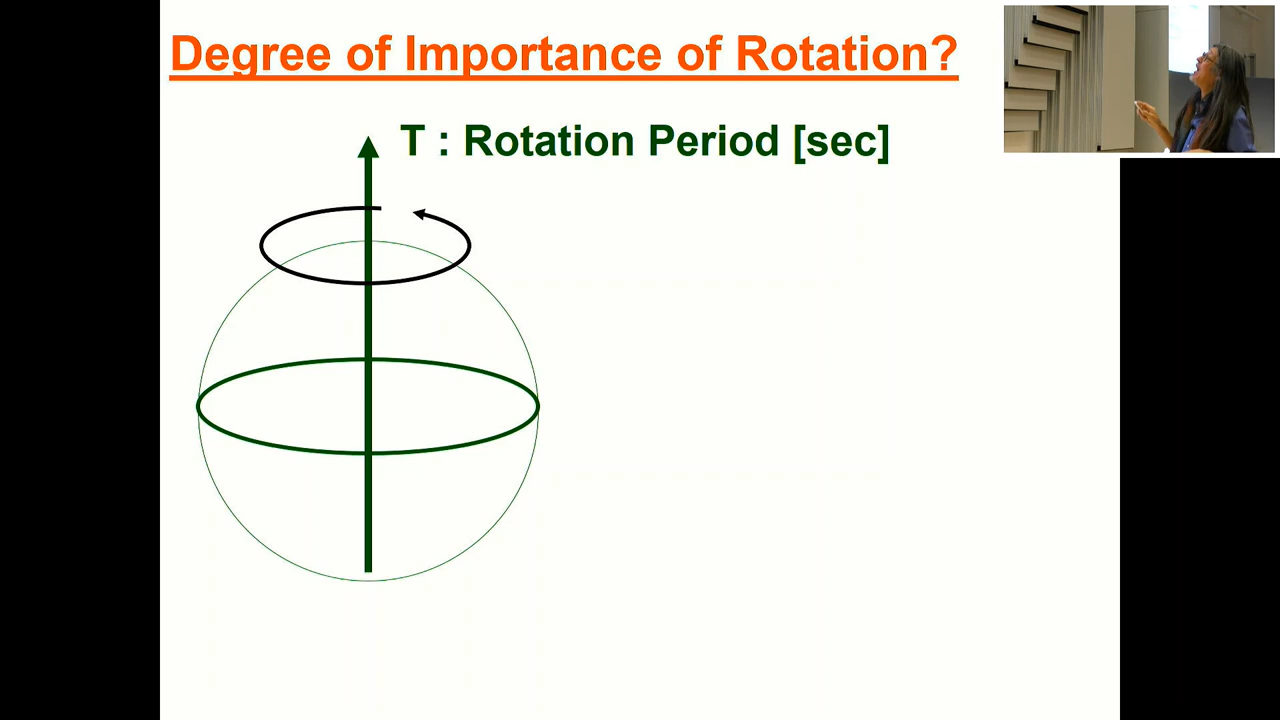 Degree of Importance of Rotation?
T : Rotation Period [sec]